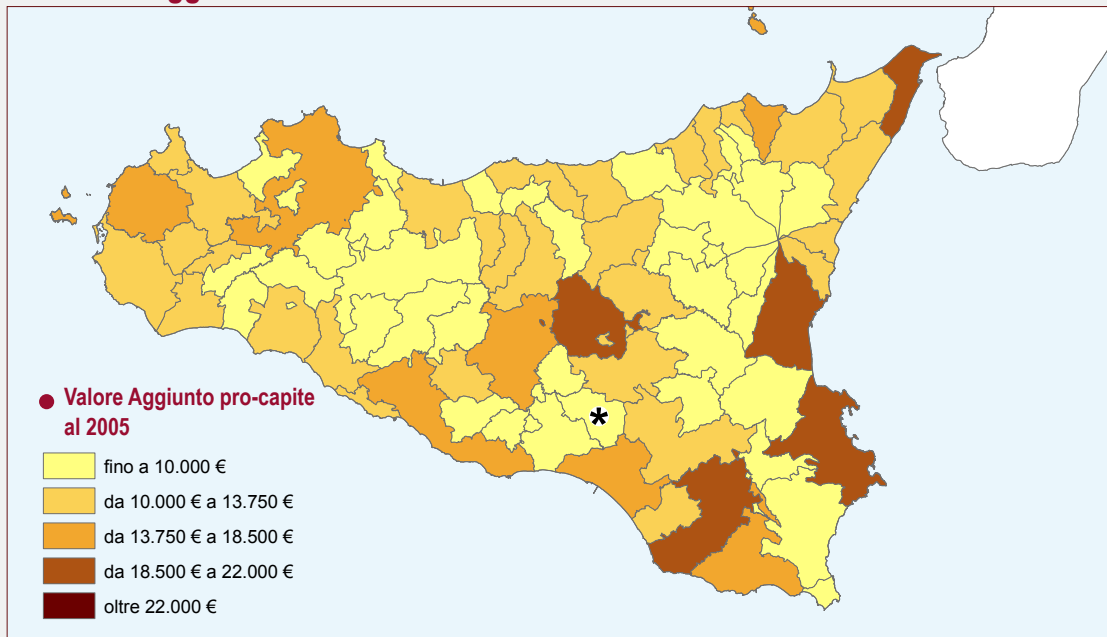 ● Valore Aggiunto pro-capite
al 2005
fino a 10.000 €
da 10.000 € a 13.750 €
da 13.750 € a 18.500 €
da 18.500 € a 22.000 €
oltre 22.000 €
*